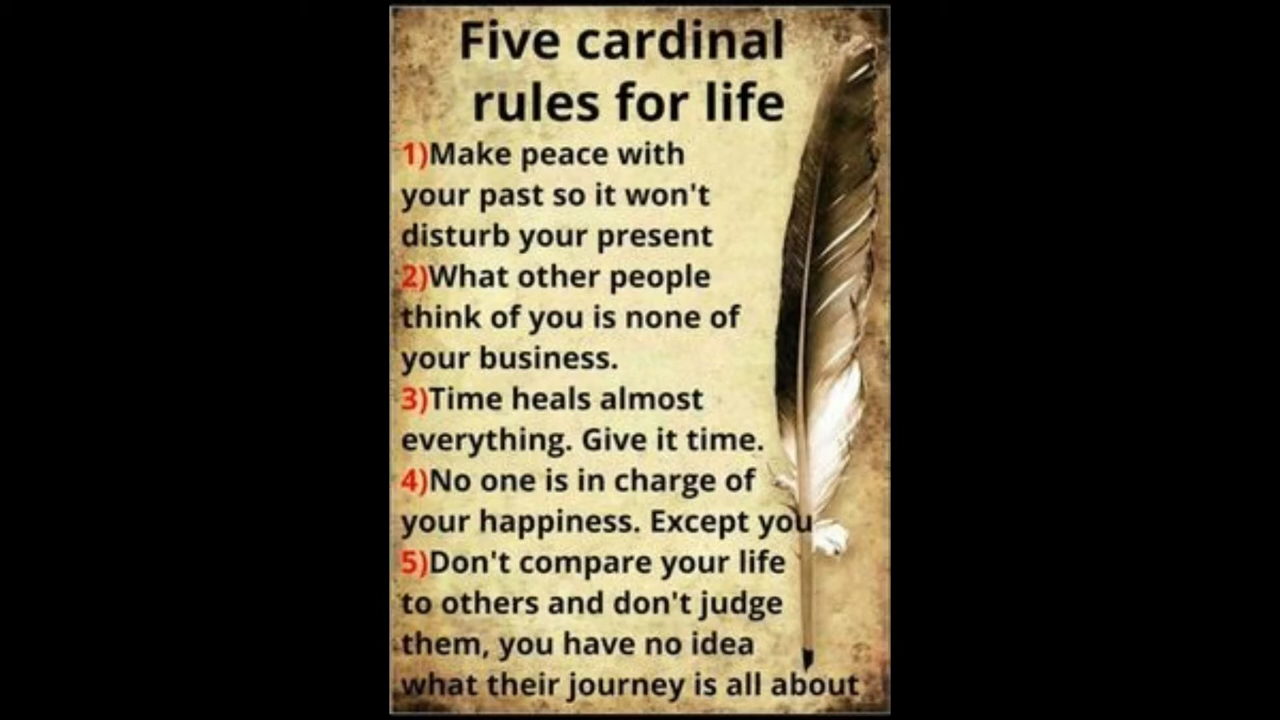 Five cardinal
rules for life
1)Make peace with
your past so it won't
disturb your present
2)What other people
think of you is none of
your business.
3)Time heals almost
everything. Give it time.
4)No one is in charge of
your happiness. Except you
5)Don't compare your life
to others and don't judge
them, you have no idea
what their journey is all about